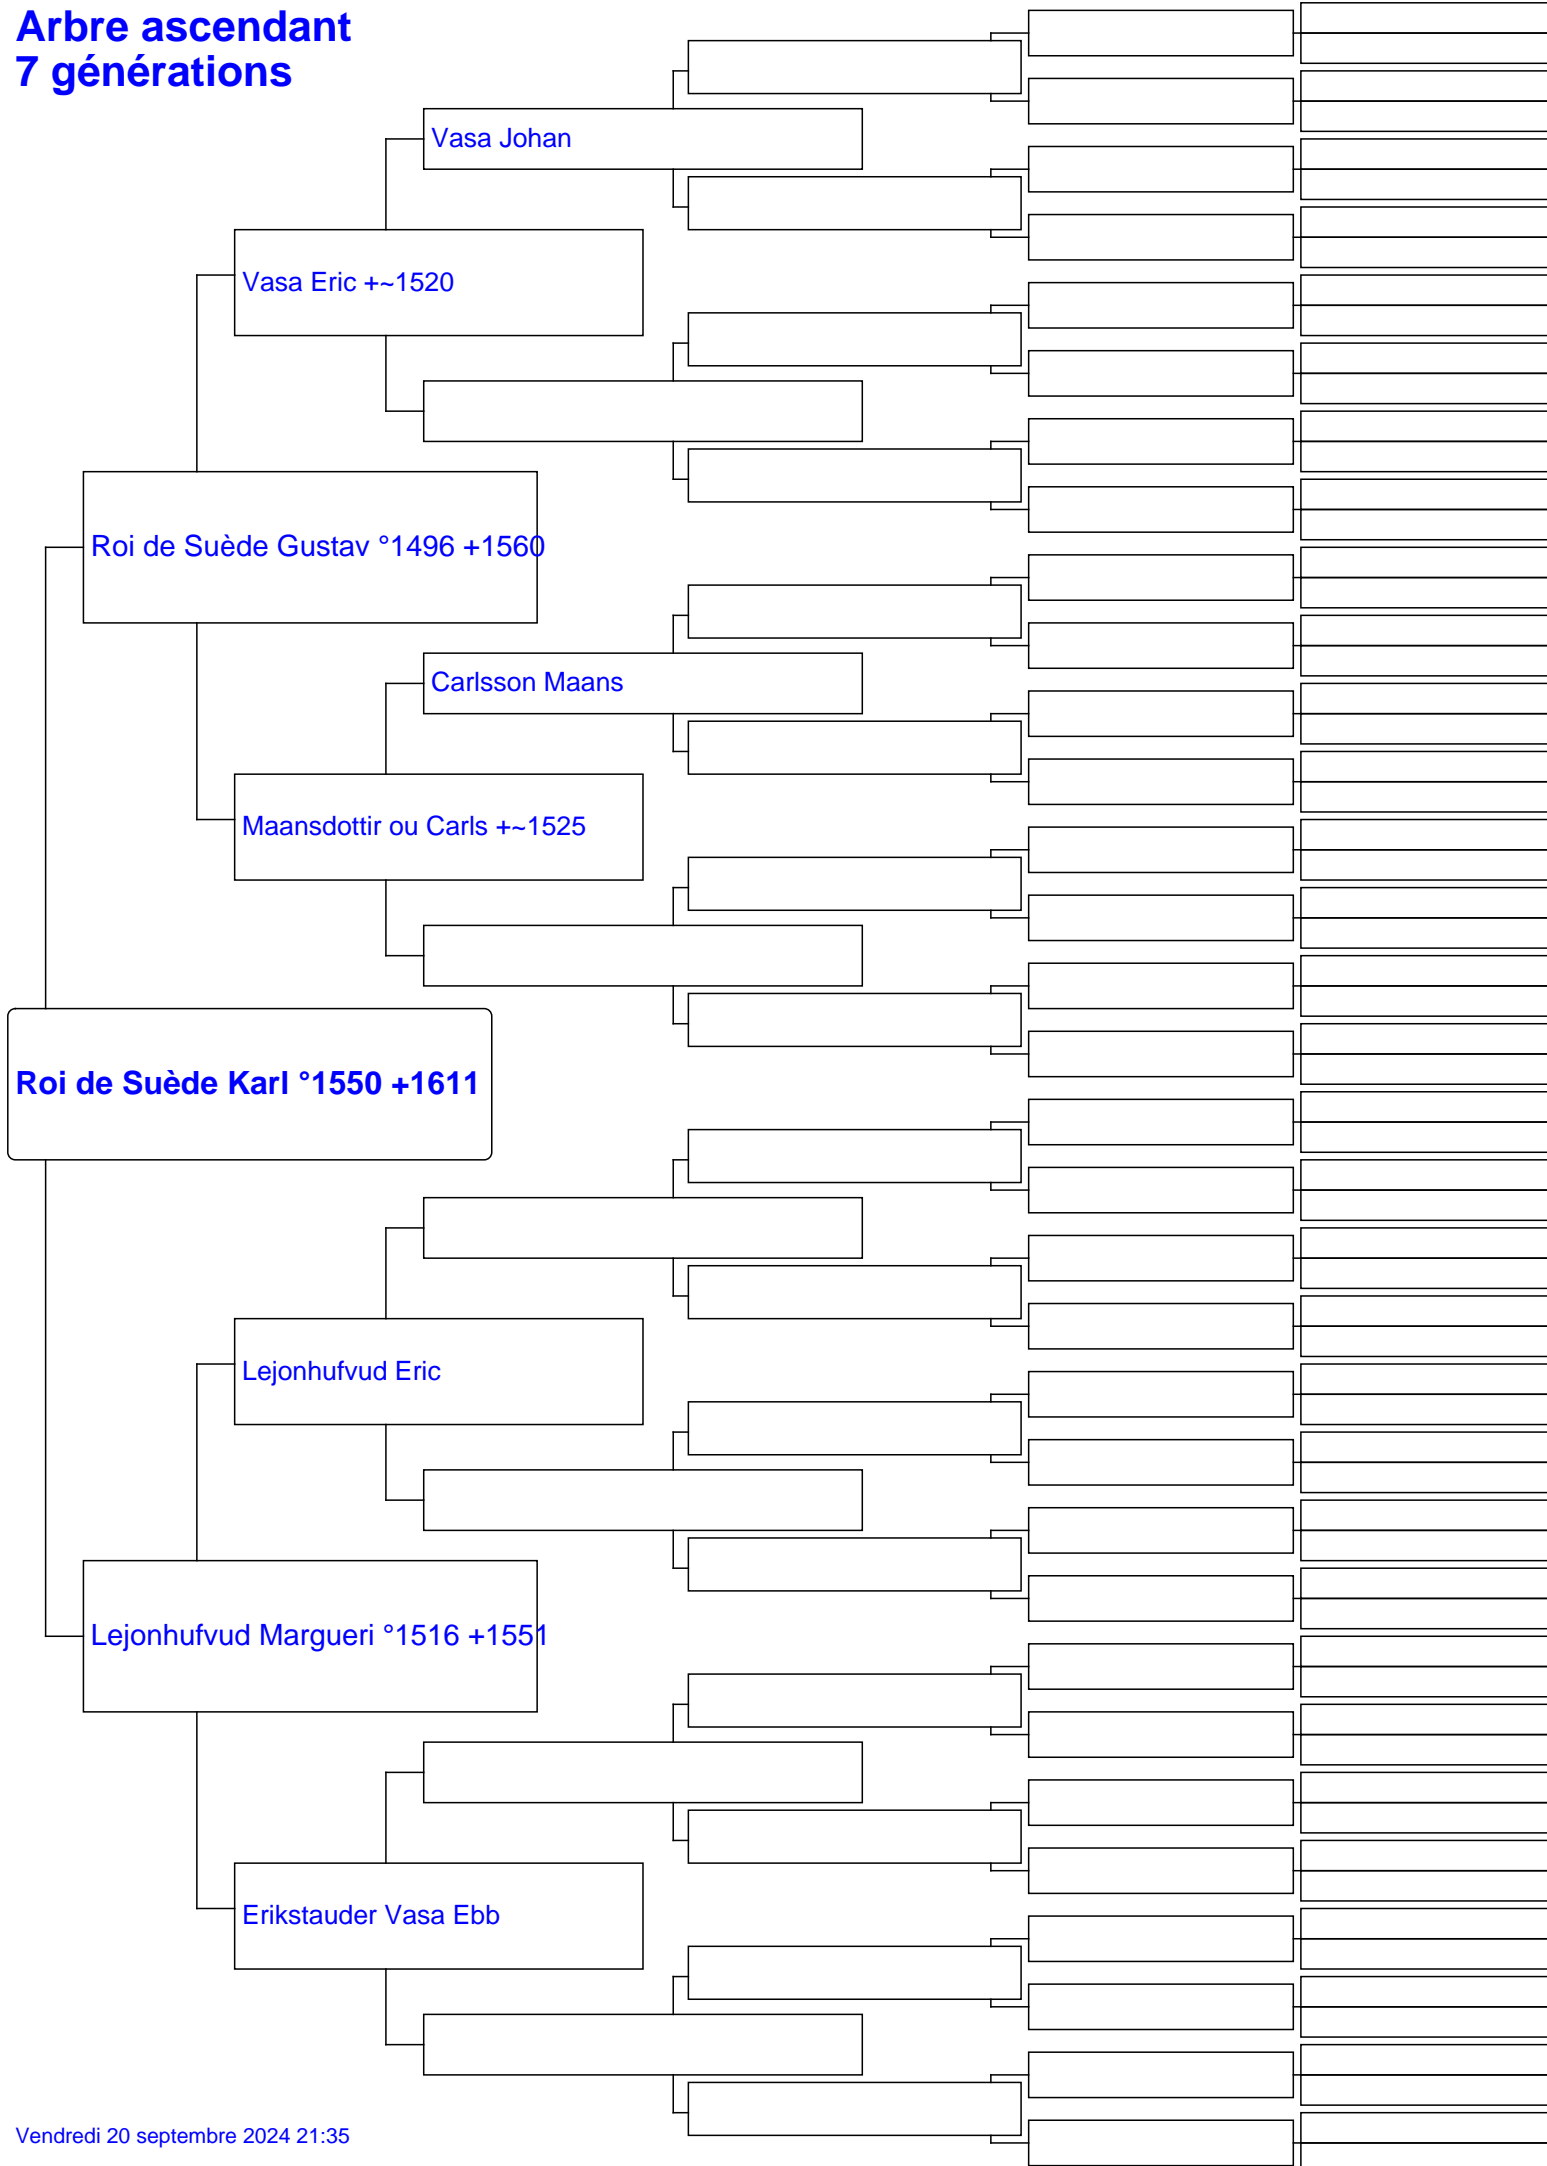 Arbre ascendant
7 générations
Vasa Johan
Vasa Eric +~1520
Roi de Suède Gustav °1496 +1560
Carlsson Maans
Maansdottir ou Carls +~1525
Roi de Suède Karl °1550 +1611
Lejonhufvud Eric
Lejonhufvud Margueri °1516 +1551
Erikstauder Vasa Ebb
Vendredi 20 septembre 2024 21:35